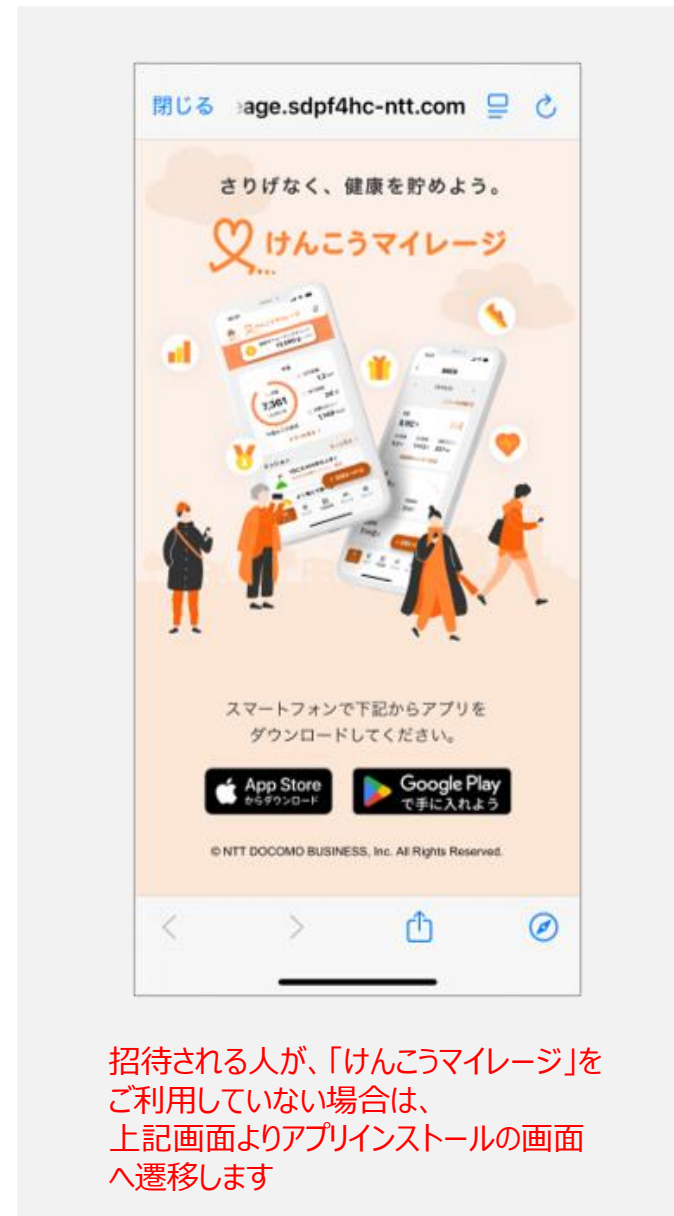 閉じる age.sdpf4hc-ntt.com
さりげなく、健康を貯めよう。
けんこうマイレージ
7,361
スマートフォンで下記からアプリを
ダウンロードしてください。
App Store
からダウンロード
Google Play
で手に入れよう
© NTT DOCOMO BUSINESS, Inc. All Rights Reserved.
招待される人が、「けんこうマイレージ」を
ご利用していない場合は、
上記画面よりアプリインストールの画面
へ遷移します